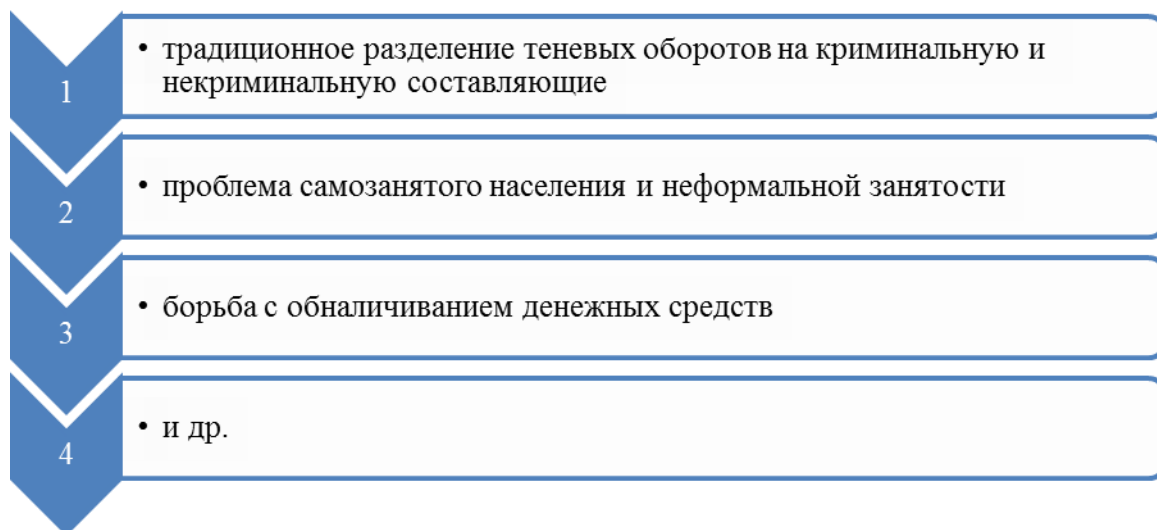 1
• традиционное разделение теневых оборотов на криминальную и
некриминальную составляющие
2
• проблема самозанятого населения и неформальной занятости
3
• борьба с обналичиванием денежных средств
4
• и др.